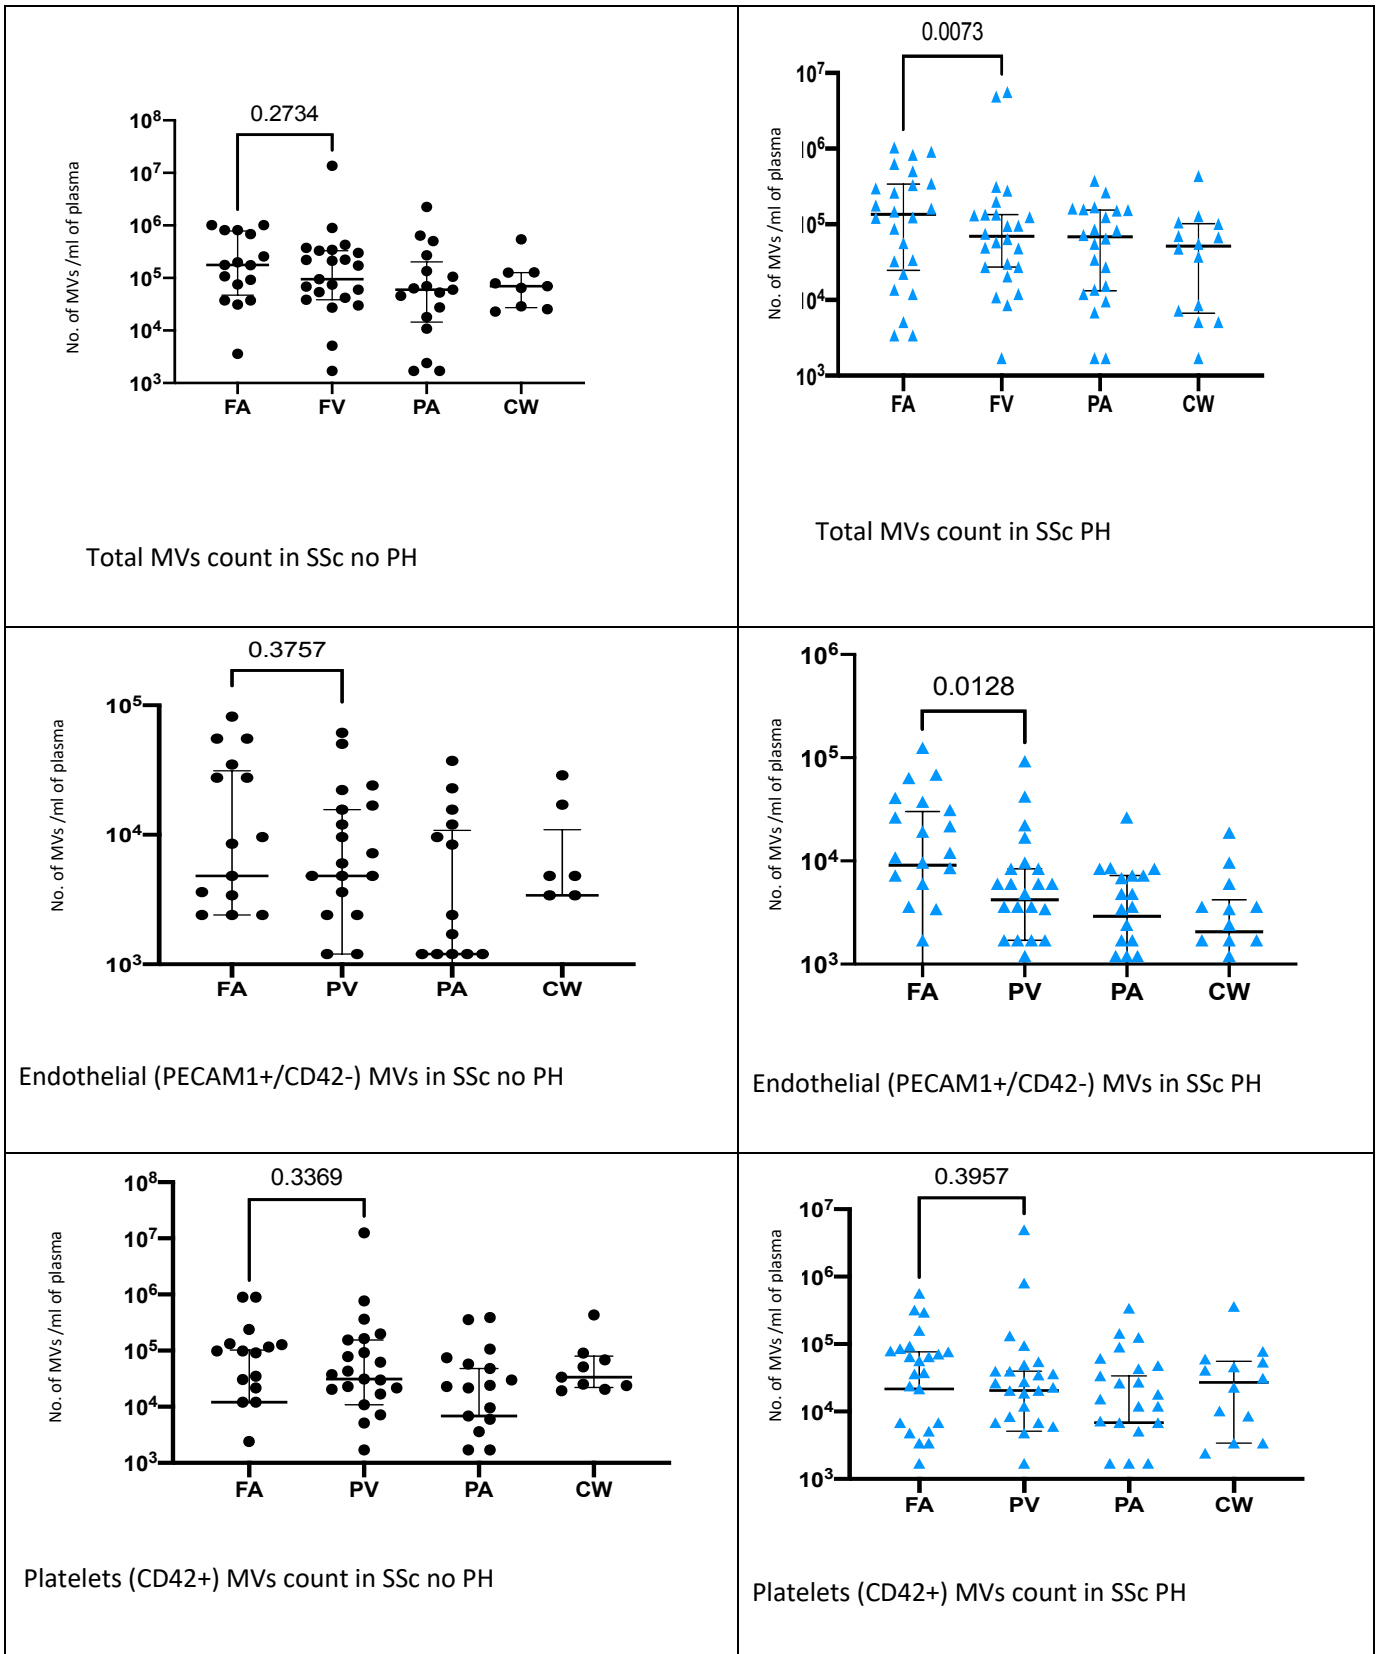 0.2734
No. of MVs /ml of plasma
10⁸
10⁷
10⁶
10⁵
10⁴
10³
FA FV PA CW
Total MVs count in SSc no PH
0.0073
No. of MVs /ml of plasma
10⁷
10⁶
10⁵
10⁴
10³
FA FV PA CW
Total MVs count in SSc PH
0.3757
No. of MVs /ml of plasma
10⁵
10⁴
10³
FA PV PA CW
Endothelial (PECAM1+/CD42-) MVs in SSc no PH
0.0128
No. of MVs /ml of plasma
10⁶
10⁵
10⁴
10³
FA PV PA CW
Endothelial (PECAM1+/CD42-) MVs in SSc PH
0.3369
No. of MVs /ml of plasma
10⁸
10⁷
10⁶
10⁵
10⁴
10³
FA PV PA CW
Platelets (CD42+) MVs count in SSc no PH
0.3957
No. of MVs /ml of plasma
10⁷
10⁶
10⁵
10⁴
10³
FA PV PA CW
Platelets (CD42+) MVs count in SSc PH